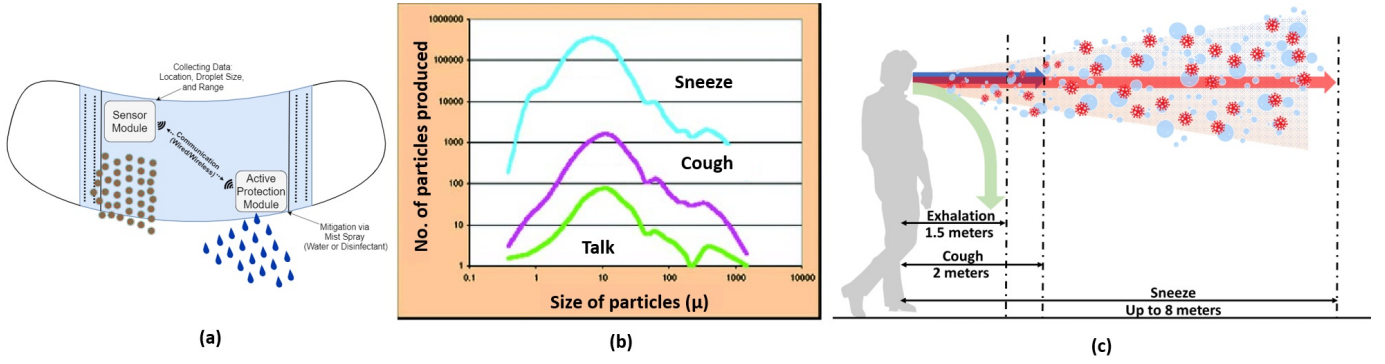 Collecting Data:
Location, Droplet Size,
and Range
Sensor
Module
Communication
(Wired/Wireless)
Active
Protection
Module
Mitigation via
Mist Spray
(Water or Disinfectant)
(a)
No. of particles produced
1000000
100000
10000
1000
100
10
1
Sneeze
Cough
Talk
0.1
1
10
100
1000
10000
Size of particles (μ)
(b)
Exhalation
1.5 meters
Cough
2 meters
Sneeze
Up to 8 meters
(c)